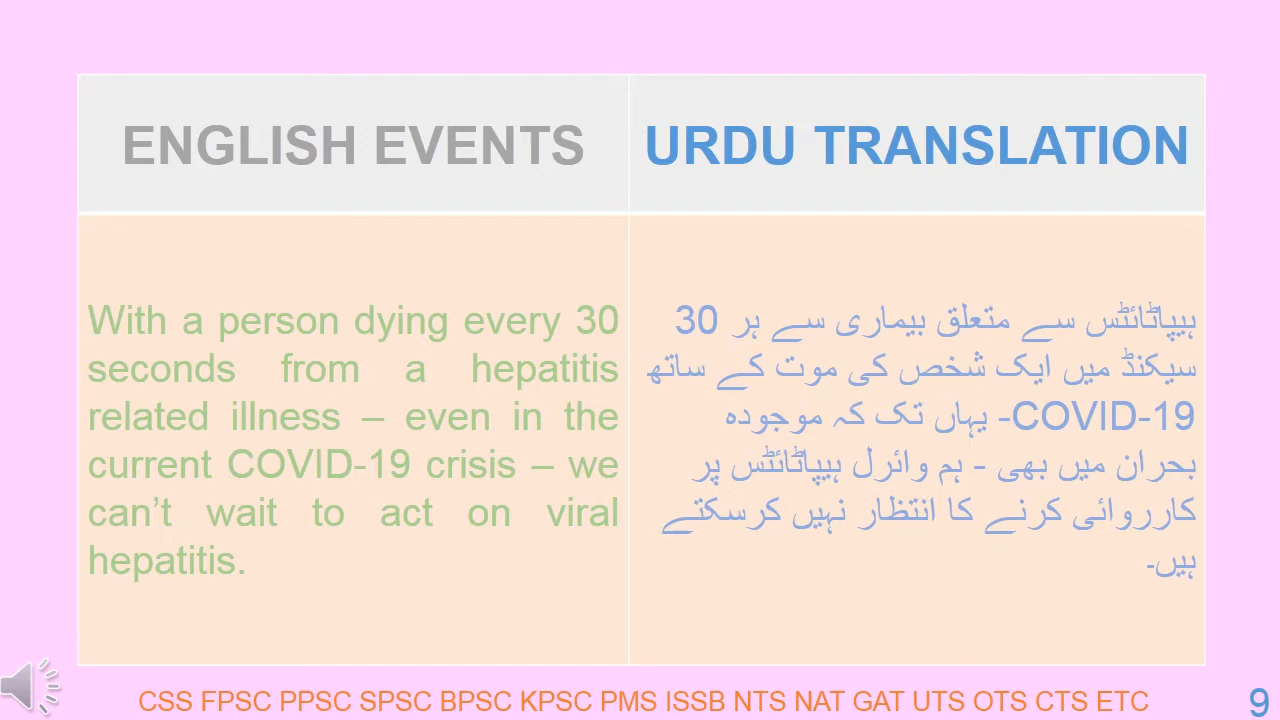 ENGLISH EVENTS
URDU TRANSLATION
With a person dying every 30
seconds from a hepatitis
related illness – even in the
current COVID-19 crisis – we
can’t wait to act on viral
hepatitis.
ہیپاٹائٹس سے متعلق بیماری سے ہر 30
سیکنڈ میں ایک شخص کی موت کے ساتھ
COVID-19- یہاں تک کہ موجودہ
بحران میں بھی - ہم وائرل ہیپاٹائٹس پر
کارروائی کرنے کا انتظار نہیں کرسکتے
ہیں۔
CSS FPSC PPSC SPSC BPSC KPSC PMS ISSB NTS NAT GAT UTS OTS CTS ETC
9